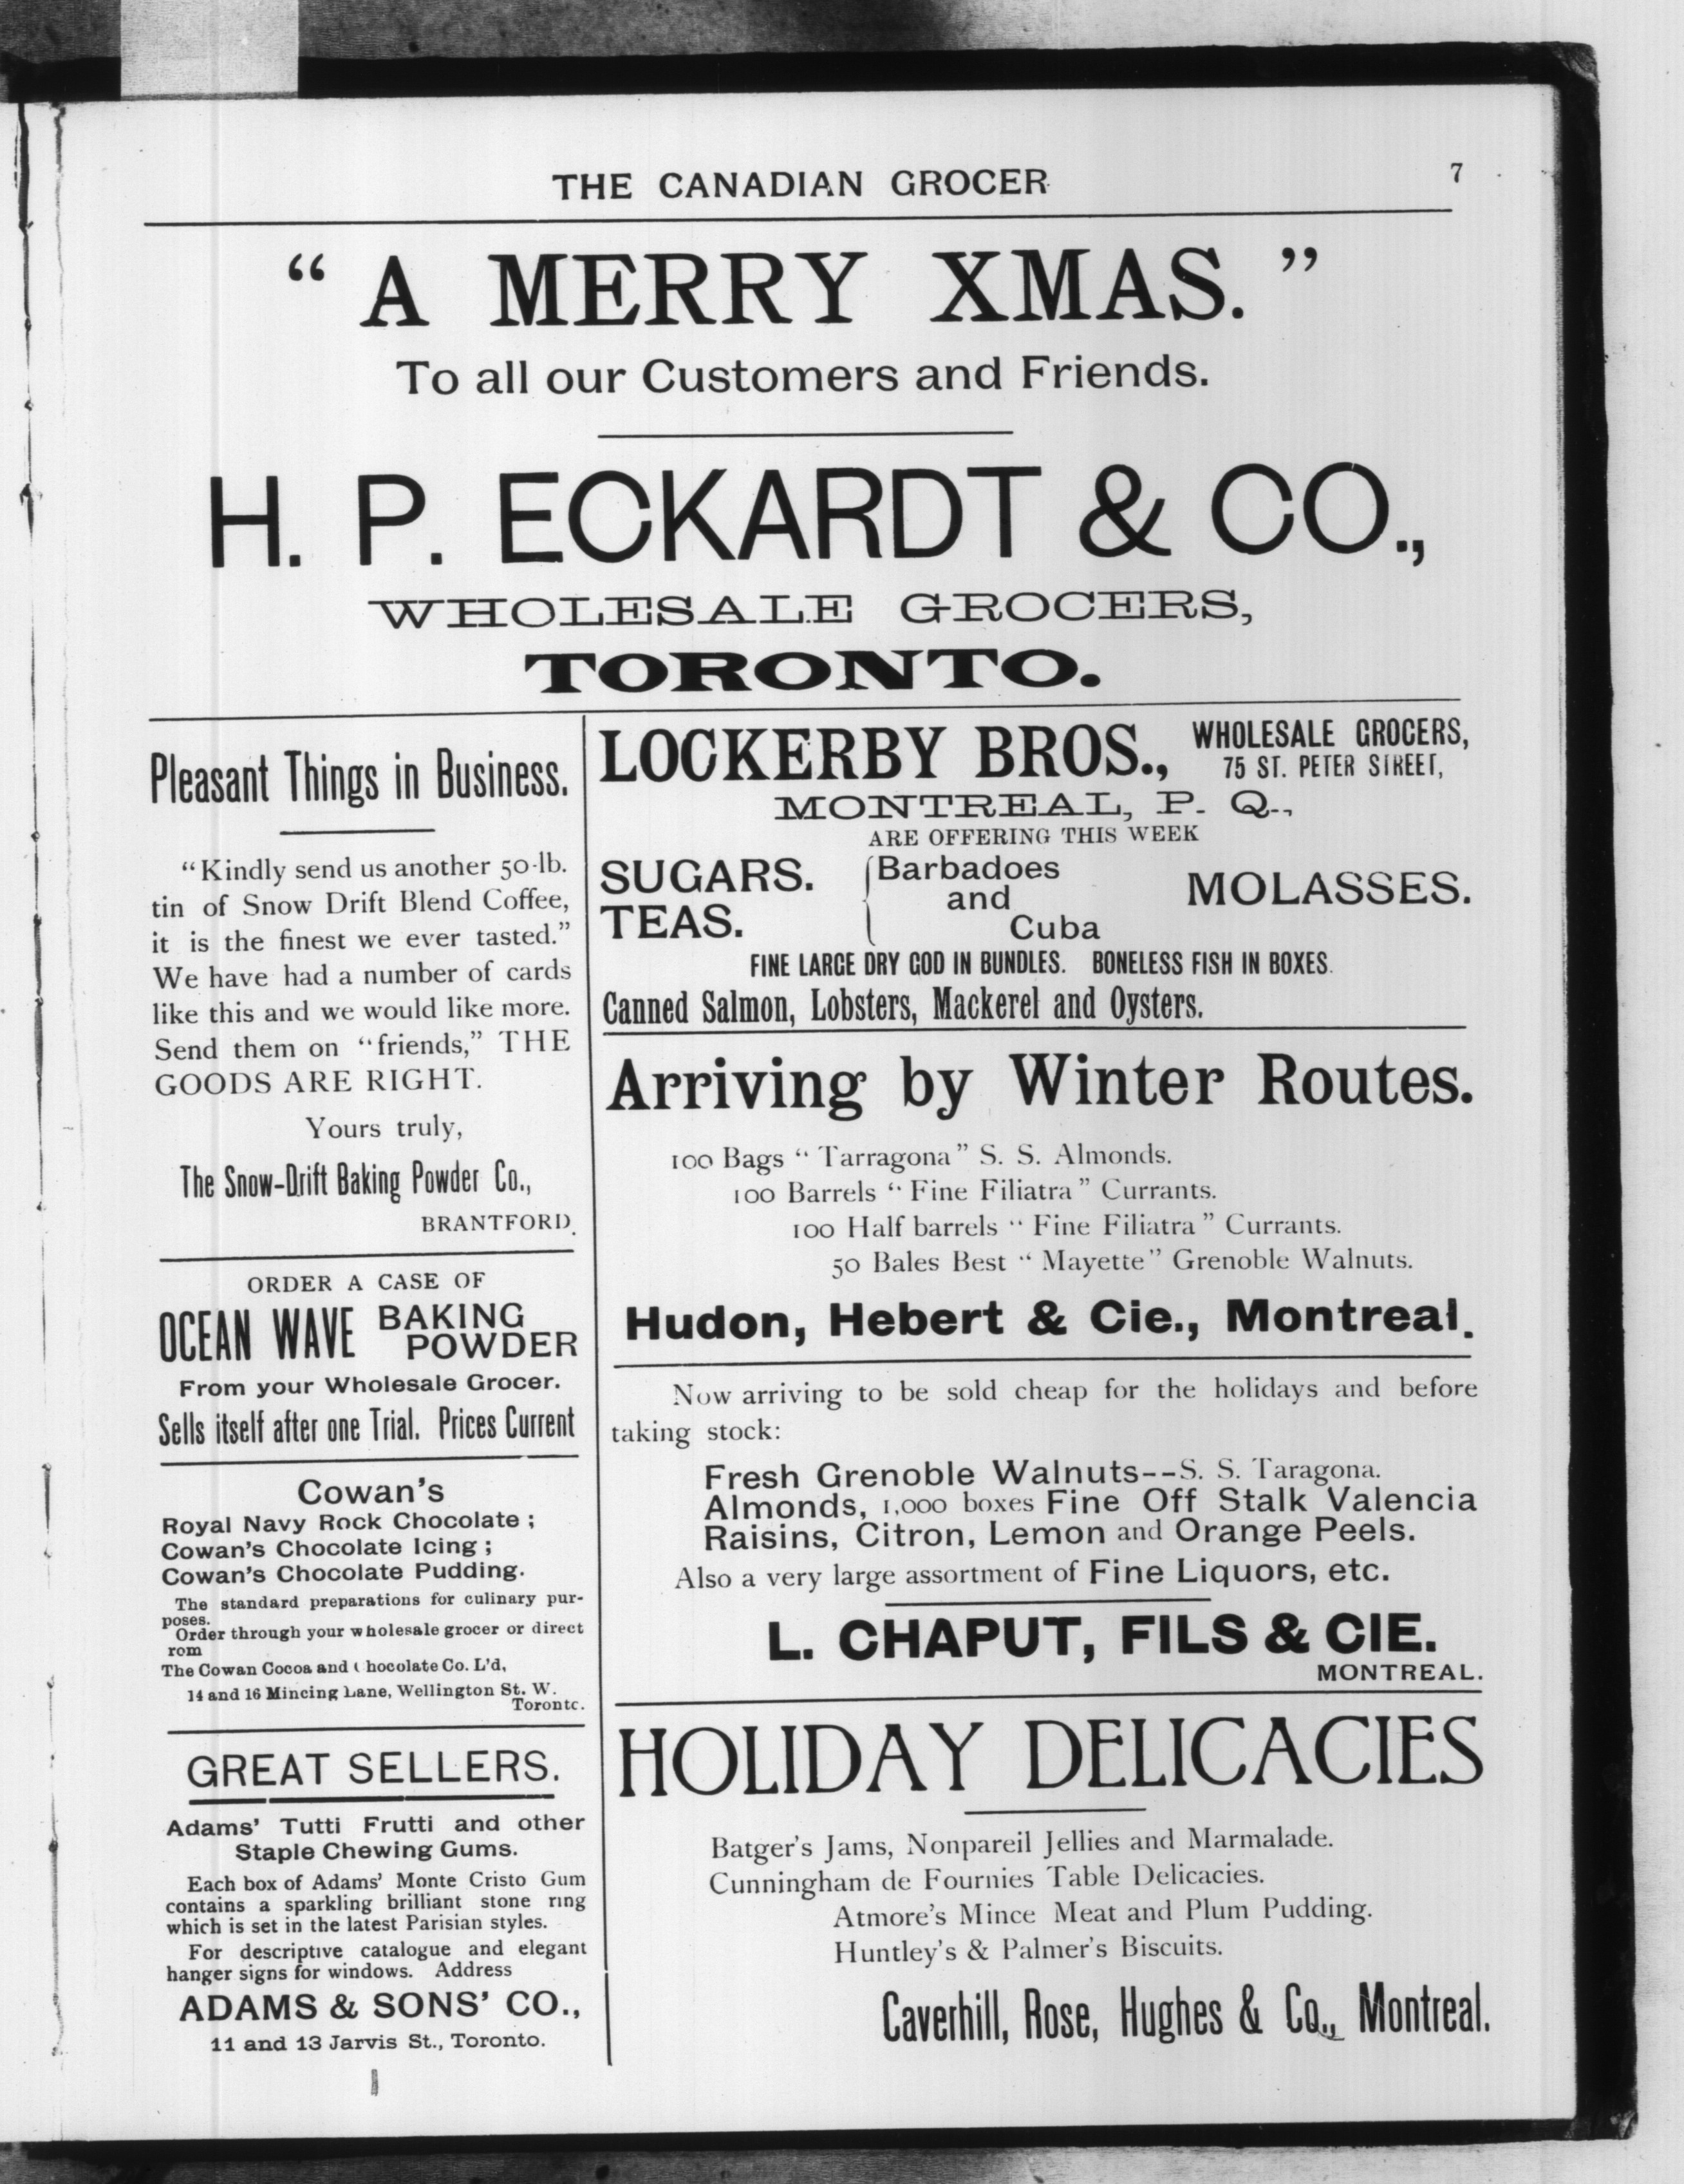 THE CANADIAN GROCER
7
“ A MERRY XMAS. ”
To all our Customers and Friends.
H. P. ECKARDT & CO.,
WHOLESALE GROCERS,
TORONTO.
Pleasant Things in Business.
“Kindly send us another 50-lb.
tin of Snow Drift Blend Coffee,
it is the finest we ever tasted.”
We have had a number of cards
like this and we would like more.
Send them on “friends,” THE
GOODS ARE RIGHT.
Yours truly,
The Snow-Drift Baking Powder Co.,
BRANTFORD.
ORDER A CASE OF
OCEAN WAVE BAKING
POWDER
From your Wholesale Grocer.
Sells itself after one Trial. Prices Current
Cowan's
Royal Navy Rock Chocolate ;
Cowan's Chocolate Icing ;
Cowan's Chocolate Pudding.
The standard preparations for culinary pur-
poses.
Order through your wholesale grocer or direct
rom
The Cowan Cocoa and Chocolate Co. L'd,
14 and 16 Mincing Lane, Wellington St. W.
Toronto.
GREAT SELLERS.
Adams' Tutti Frutti and other
Staple Chewing Gums.
Each box of Adams' Monte Cristo Gum
contains a sparkling brilliant stone ring
which is set in the latest Parisian styles.
For descriptive catalogue and elegant
hanger signs for windows. Address
ADAMS & SONS' CO.,
11 and 13 Jarvis St., Toronto.
LOCKERBY BROS., WHOLESALE GROCERS,
75 ST. PETER STREET,
MONTREAL, P. Q.,
ARE OFFERING THIS WEEK
SUGARS. Barbadoes
and MOLASSES.
TEAS. Cuba
FINE LARGE DRY COD IN BUNDLES. BONELESS FISH IN BOXES.
Canned Salmon, Lobsters, Mackerel and Oysters.
Arriving by Winter Routes.
100 Bags “ Tarragona ” S. S. Almonds.
100 Barrels “ Fine Filiatra ” Currants.
100 Half barrels “ Fine Filiatra ” Currants.
50 Bales Best “ Mayette ” Grenoble Walnuts.
Hudon, Hebert & Cie., Montreal.
Now arriving to be sold cheap for the holidays and before
taking stock:
Fresh Grenoble Walnuts--S. S. Taragona.
Almonds, 1,000 boxes Fine Off Stalk Valencia
Raisins, Citron, Lemon and Orange Peels.
Also a very large assortment of Fine Liquors, etc.
L. CHAPUT, FILS & CIE.
MONTREAL.
HOLIDAY DELICACIES
Batger's Jams, Nonpareil Jellies and Marmalade.
Cunningham de Fournies Table Delicacies.
Atmore's Mince Meat and Plum Pudding.
Huntley's & Palmer's Biscuits.
Caverhill, Rose, Hughes & Co., Montreal.